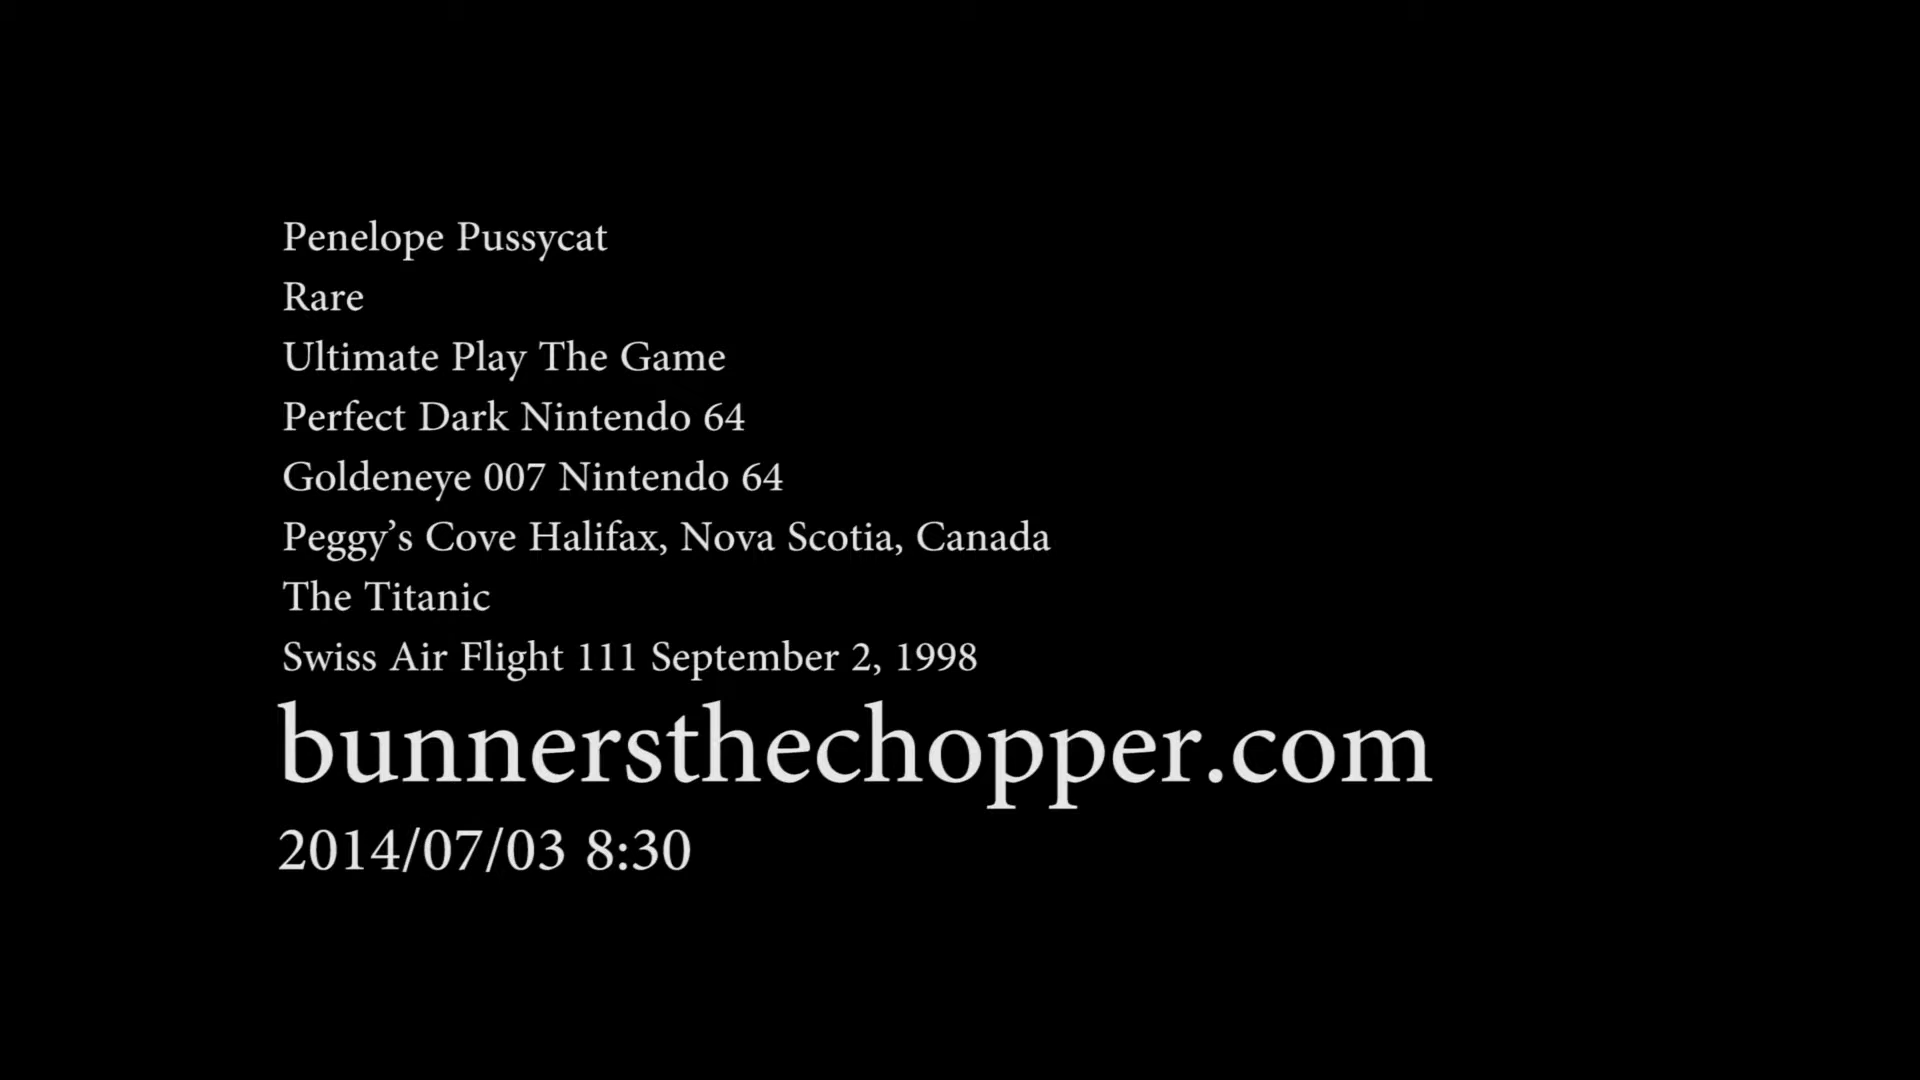 Penelope Pussycat
Rare
Ultimate Play The Game
Perfect Dark Nintendo 64
Goldeneye 007 Nintendo 64
Peggy’s Cove Halifax, Nova Scotia, Canada
The Titanic
Swiss Air Flight 111 September 2, 1998
bunnersthechopper.com
2014/07/03 8:30